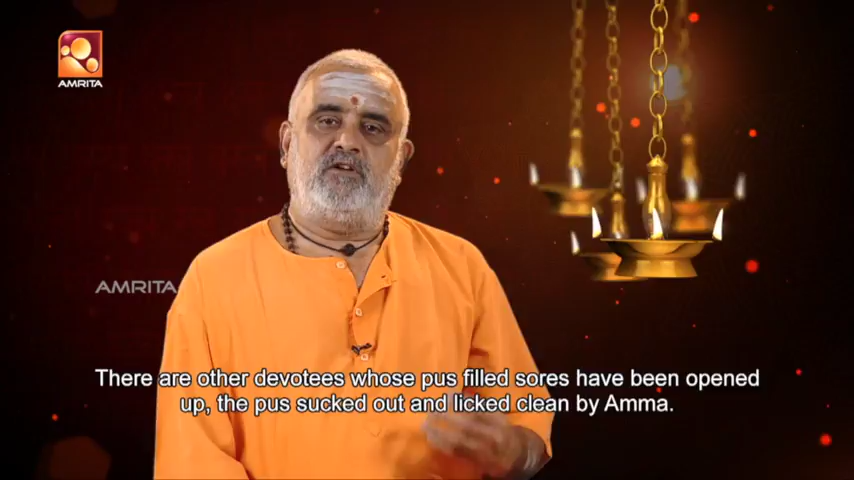 AMRITA
AMRITA
There are other devotees whose pus filled sores have been opened
up, the pus sucked out and licked clean by Amma.